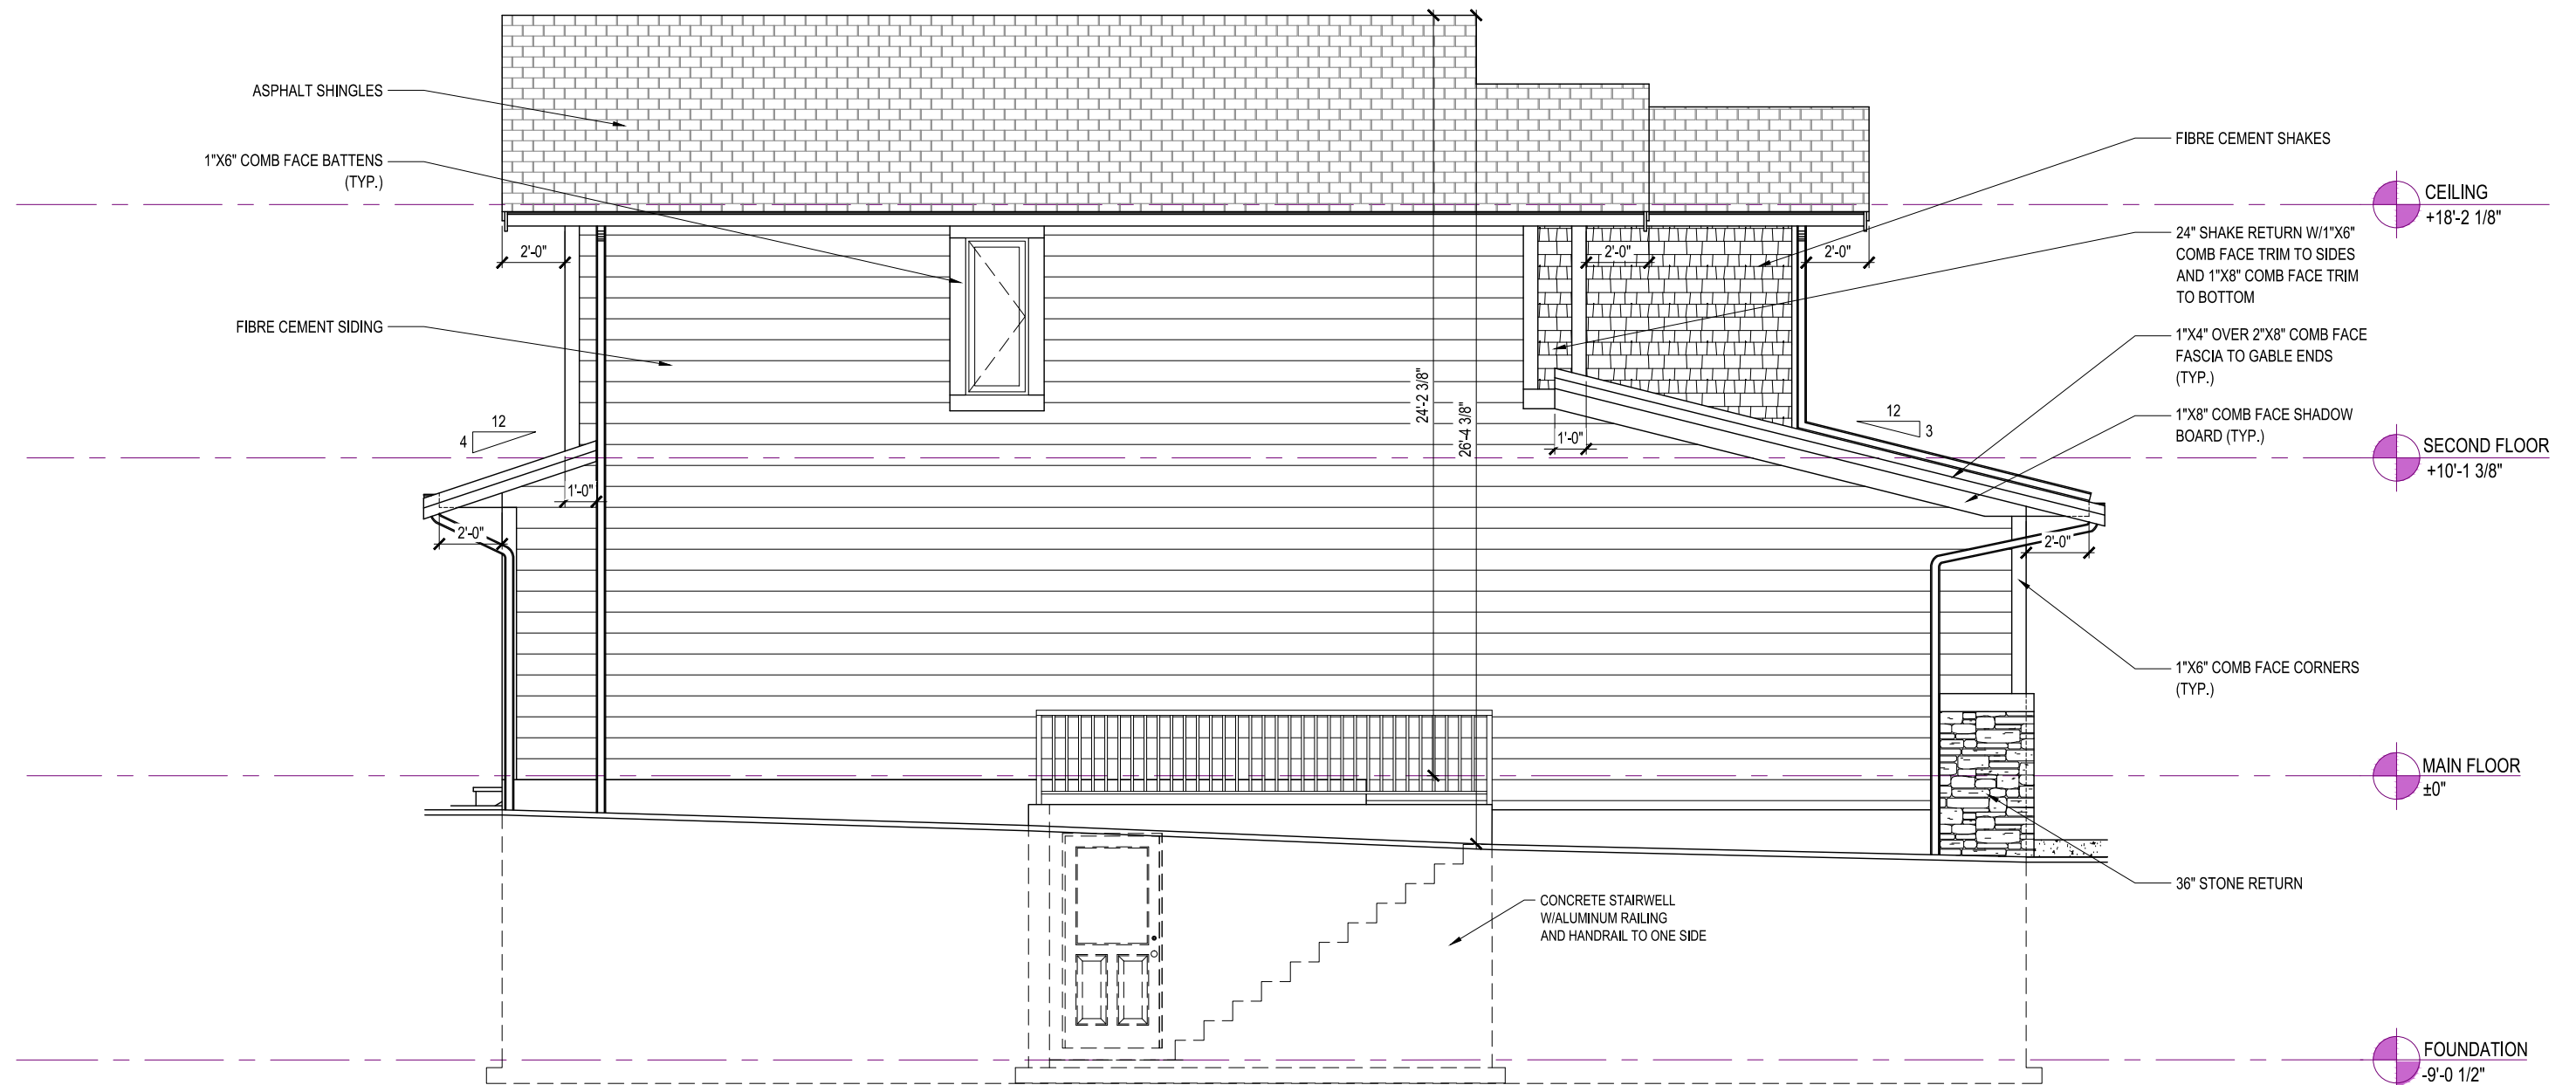 ASPHALT SHINGLES
1"X6" COMB FACE BATTENS
(TYP.)
FIBRE CEMENT SIDING
12
4
2'-0"
1'-0"
2'-0"
24'-2 3/8"
26'-4 3/8"
2'-0"
2'-0"
1'-0"
12
3
2'-0"
FIBRE CEMENT SHAKES
24" SHAKE RETURN W/1"X6"
COMB FACE TRIM TO SIDES
AND 1"X8" COMB FACE TRIM
TO BOTTOM
1"X4" OVER 2"X8" COMB FACE
FASCIA TO GABLE ENDS
(TYP.)
1"X8" COMB FACE SHADOW
BOARD (TYP.)
1"X6" COMB FACE CORNERS
(TYP.)
36" STONE RETURN
CONCRETE STAIRWELL
W/ALUMINUM RAILING
AND HANDRAIL TO ONE SIDE
CEILING
+18'-2 1/8"
SECOND FLOOR
+10'-1 3/8"
MAIN FLOOR
±0"
FOUNDATION
-9'-0 1/2"